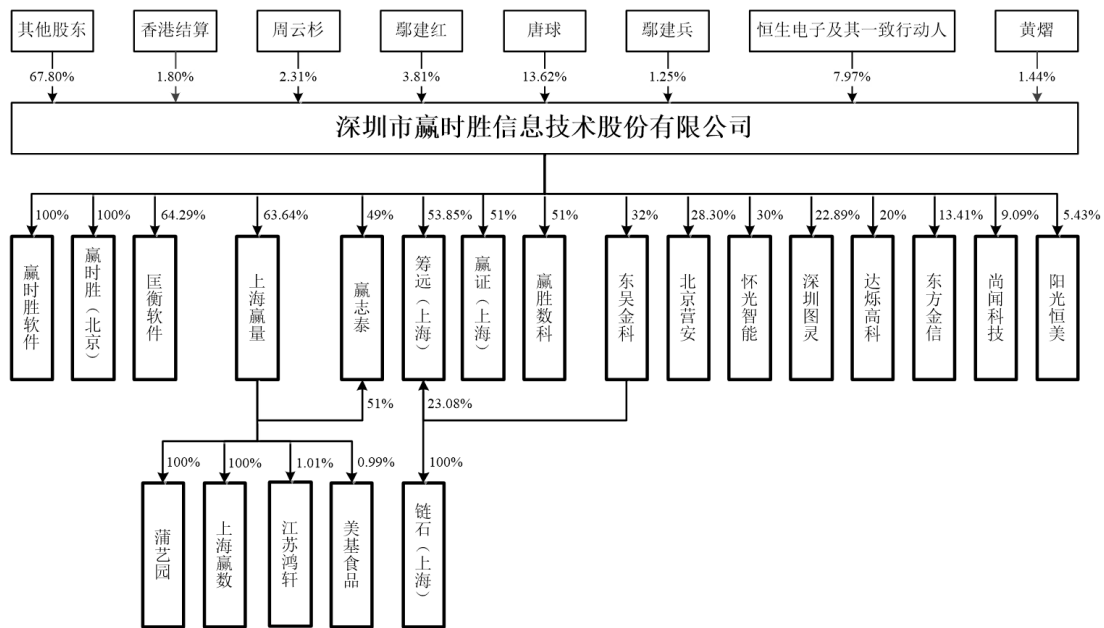 其他股东
香港结算
周云杉
鄢建红
唐球
鄢建兵
恒生电子及其一致行动人
黄熠
67.80%
1.80%
2.31%
3.81%
13.62%
1.25%
7.97%
1.44%
深圳市赢时胜信息技术股份有限公司
100%
100%
64.29%
63.64%
49%
53.85%
51%
51%
32%
28.30%
30%
22.89%
20%
13.41%
9.09%
5.43%
赢时胜软件
赢时胜（北京）
匡衡软件
上海赢量
赢志泰
筹远（上海）
赢证（上海）
赢胜数科
东吴金科
北京营安
怀光智能
深圳图灵
达烁高科
东方金信
尚闻科技
阳光恒美
51%
23.08%
100%
100%
1.01%
0.99%
100%
蒲艺园
上海赢数
江苏鸿轩
美基食品
链石（上海）